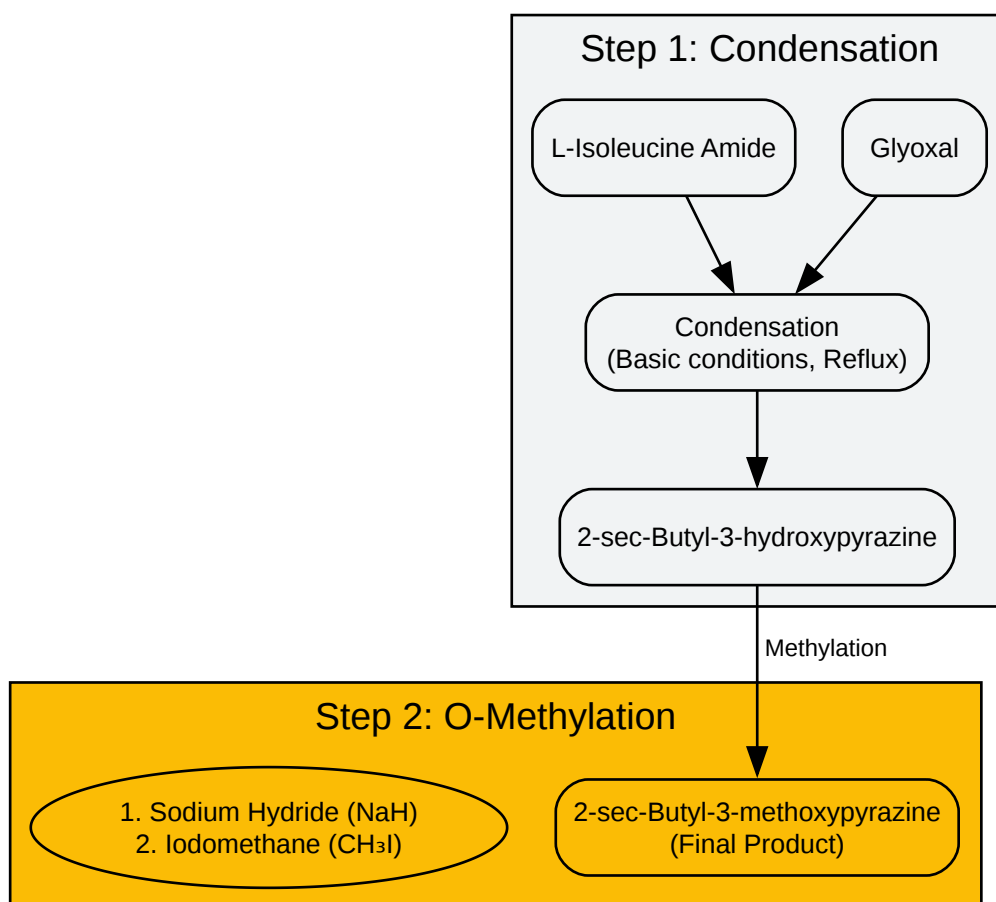 Step 1: Condensation
L-Isoleucine Amide
Glyoxal
Condensation
(Basic conditions, Reflux)
2-sec-Butyl-3-hydroxypyrazine
Methylation
Step 2: O-Methylation
1. Sodium Hydride (NaH)
2. Iodomethane (CH₃I)
2-sec-Butyl-3-methoxypyrazine
(Final Product)